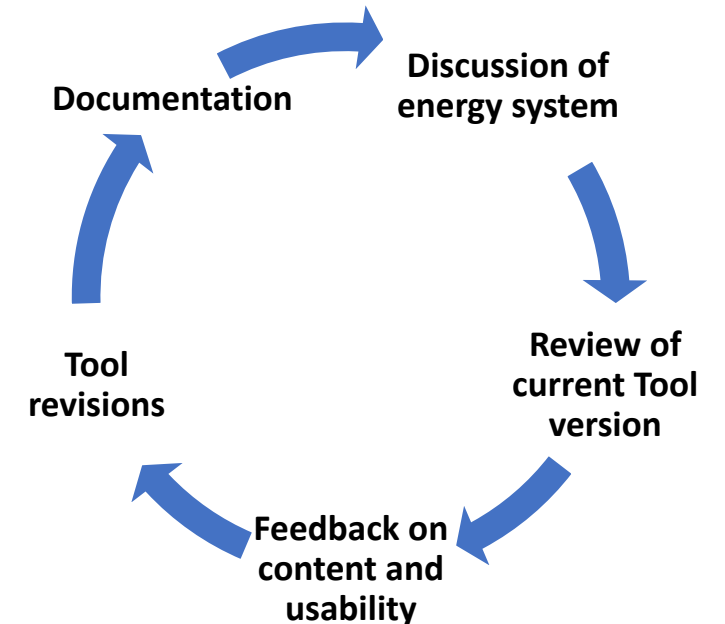 Documentation
Discussion of
energy system
Review of
current Tool
version
Feedback on
content and
usability
Tool
revisions